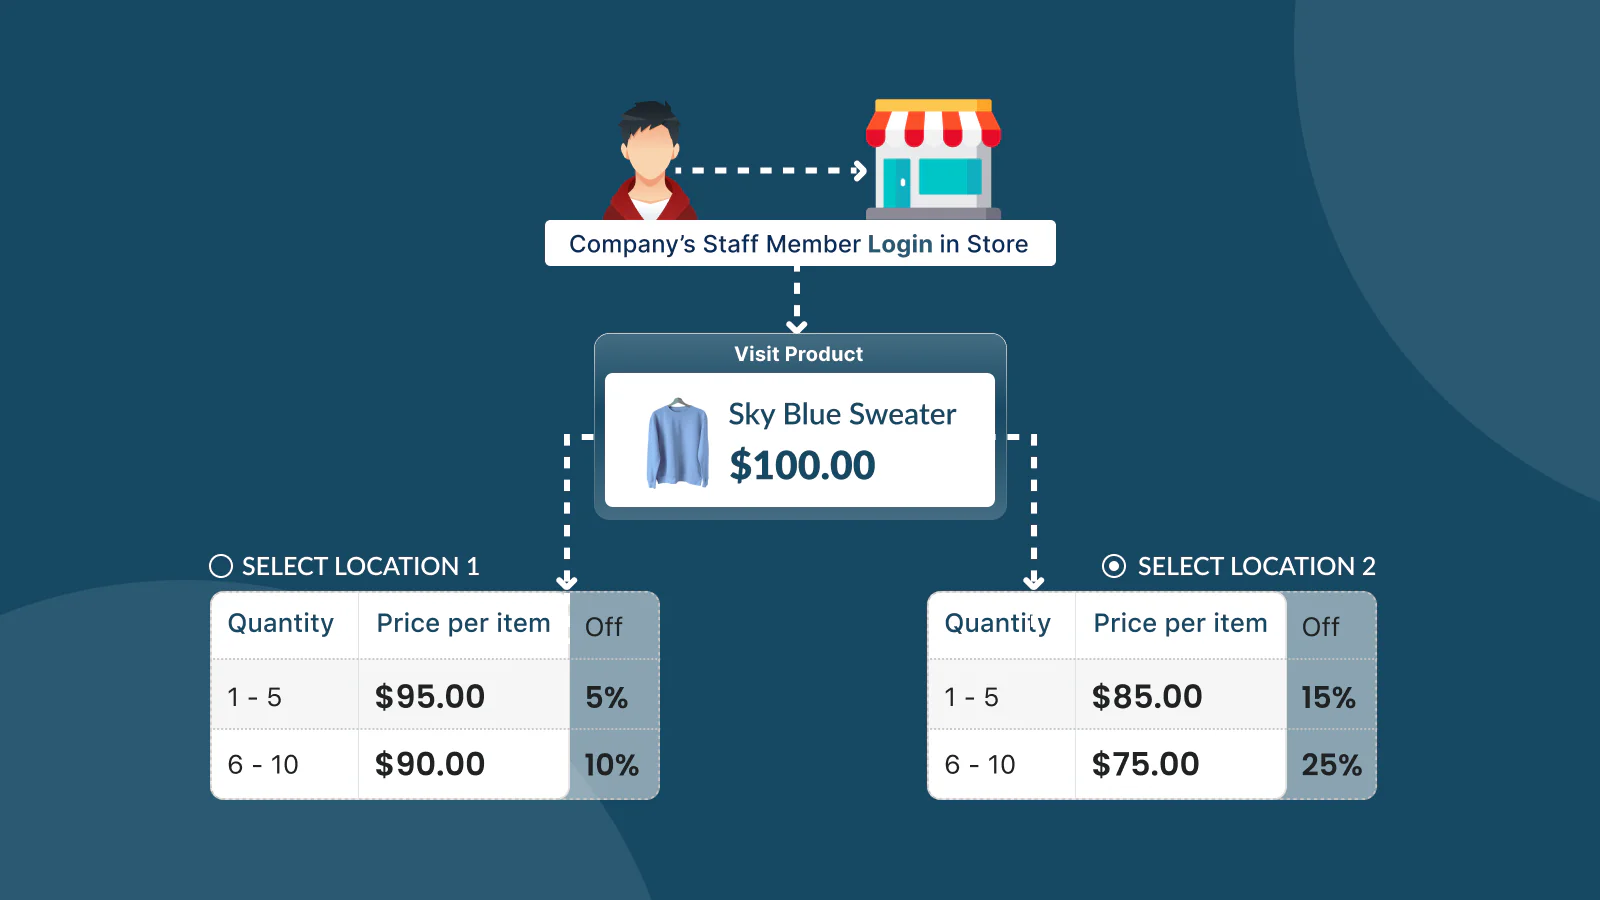 Company’s Staff Member Login in Store
Visit Product
Sky Blue Sweater
$100.00
SELECT LOCATION 1
Quantity Price per item Off
1 - 5 $95.00 5%
6 - 10 $90.00 10%
SELECT LOCATION 2
Quantity Price per item Off
1 - 5 $85.00 15%
6 - 10 $75.00 25%